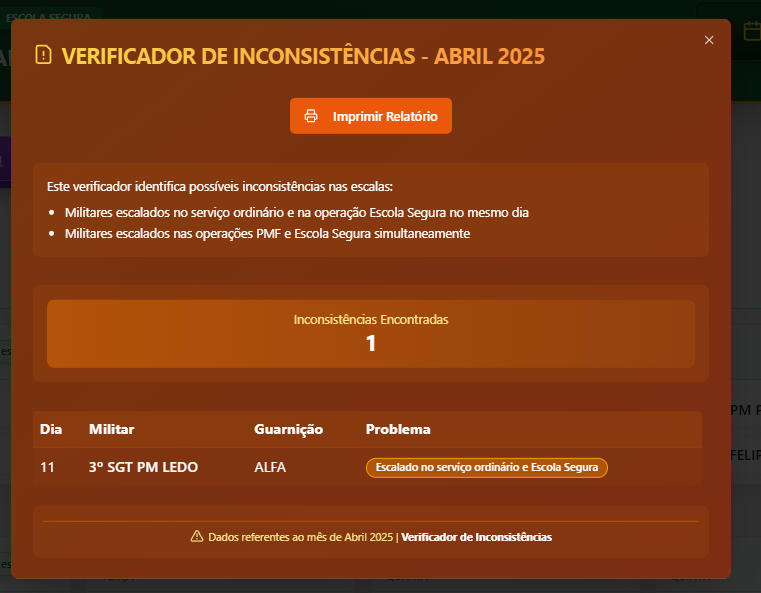 ESCOLA SEGURA
VERIFICADOR DE INCONSISTÊNCIAS - ABRIL 2025
Imprimir Relatório
Este verificador identifica possíveis inconsistências nas escalas:
• Militares escalados no serviço ordinário e na operação Escola Segura no mesmo dia
• Militares escalados nas operações PMF e Escola Segura simultaneamente
Inconsistências Encontradas
1
Dia Militar Guarnição Problema
11 3º SGT PM LEDO ALFA Escalado no serviço ordinário e Escola Segura
Dados referentes ao mês de Abril 2025 | Verificador de Inconsistências